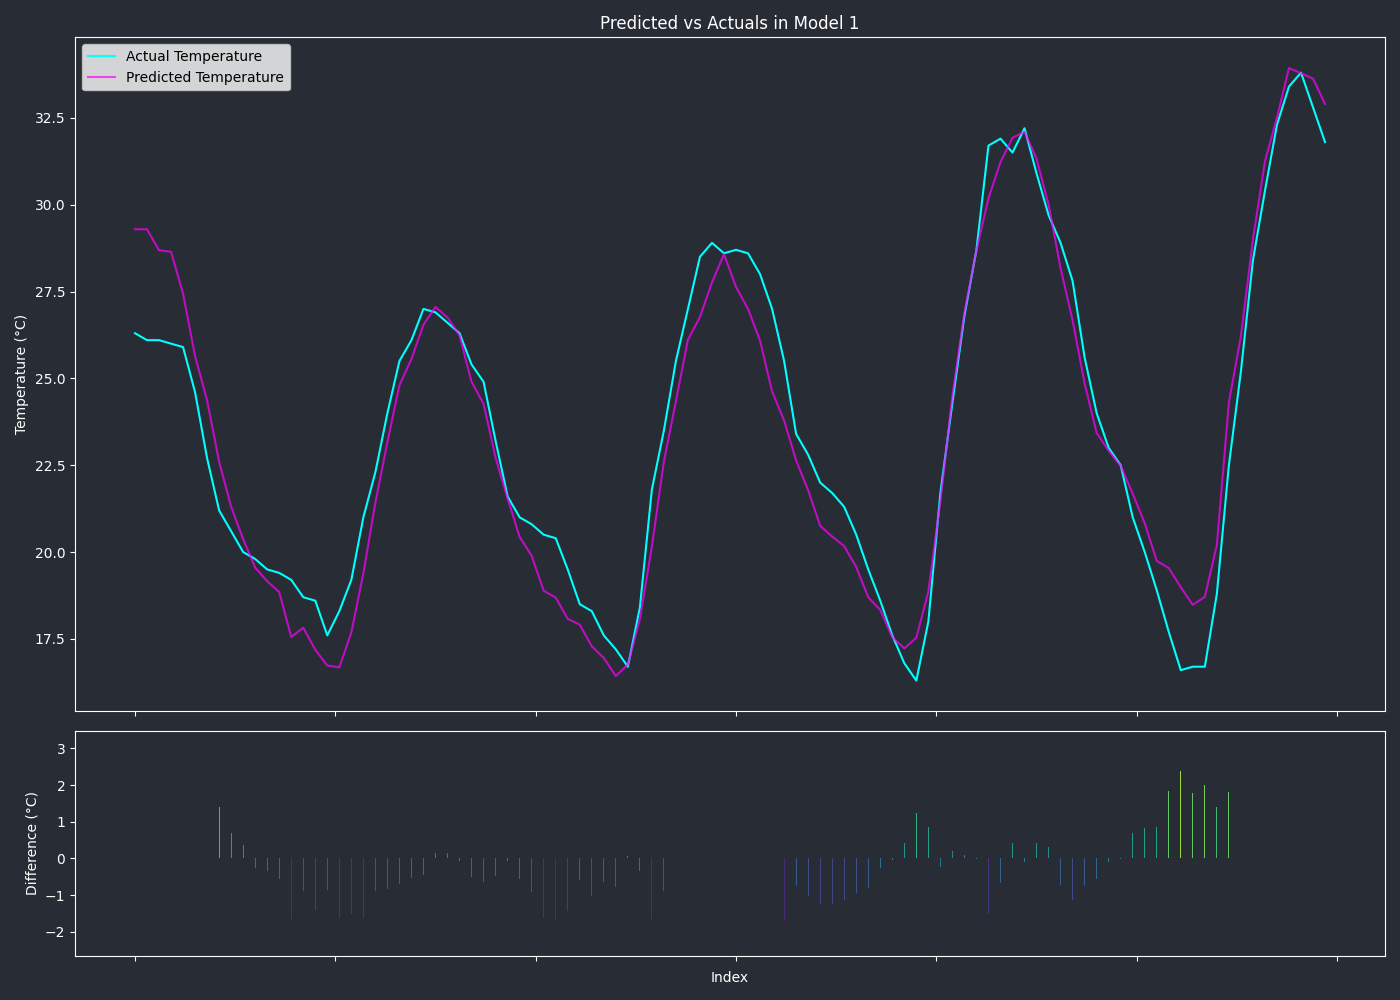 Predicted vs Actuals in Model 1
Actual Temperature
Predicted Temperature
Temperature (°C)
32.5
30.0
27.5
25.0
22.5
20.0
17.5
Difference (°C)
3
2
1
0
−1
−2
Index